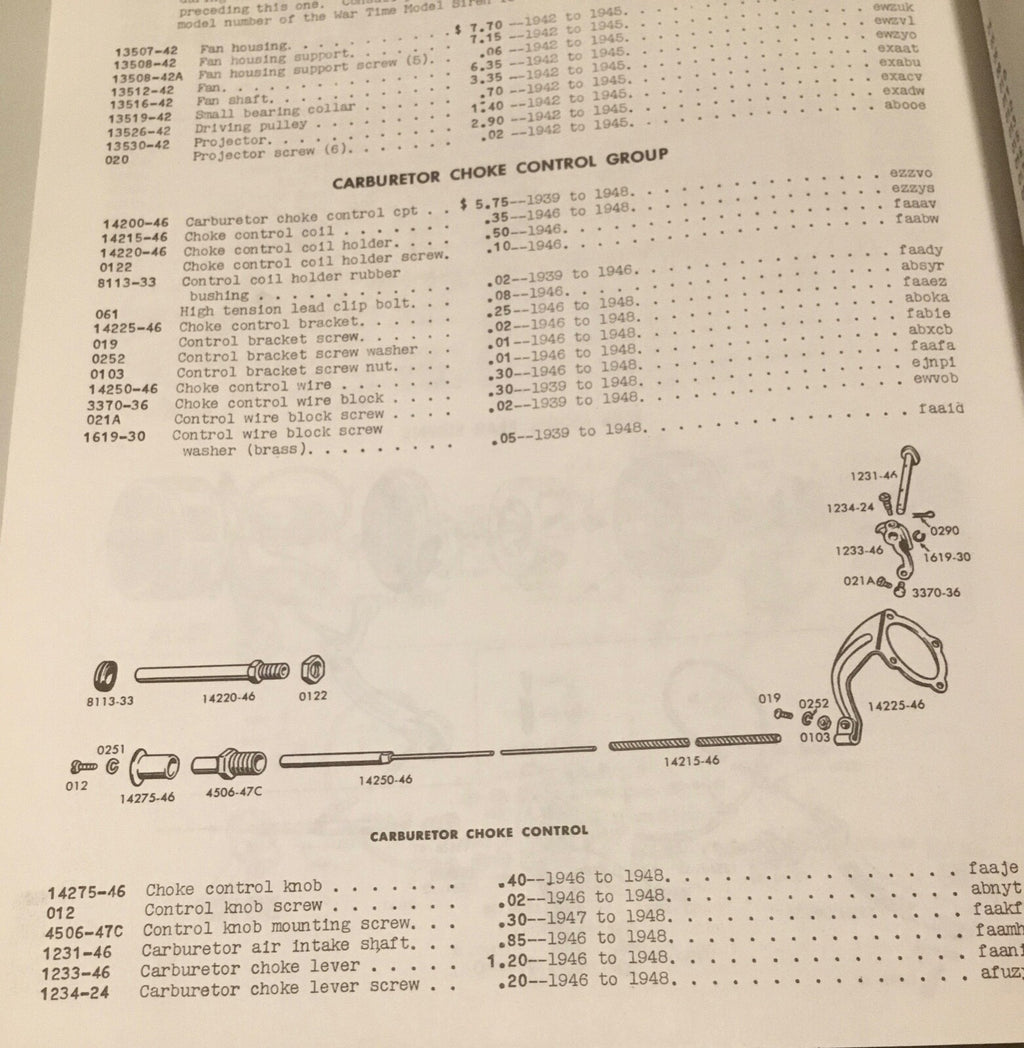 preceding this one.
model number of the War Time Model Siren
13507-42 Fan housing. . . . . . . . . . $ 7.70 --1942 to 1945. ewzuk
13508-42 Fan housing support. . . . . . 7.15 --1942 to 1945. ewzvl
13508-42A Fan housing support screw (5). . .06 --1942 to 1945. ewzyo
13512-42 Fan. . . . . . . . . . 6.35 --1942 to 1945. exaat
13516-42 Fan shaft. . . . . . . . . 3.35 --1942 to 1945. exabu
13519-42 Small bearing collar . . . . . .70 --1942 to 1945. exacv
13526-42 Driving pulley . . . . . . . 1.40 --1942 to 1945. exadw
13530-42 Projector. . . . . . . . . 2.90 --1942 to 1945. abooe
020 Projector screw (6). . . . . . .02 --1942 to 1945.
CARBURETOR CHOKE CONTROL GROUP
14200-46 Carburetor choke control cpt . . $ 5.75--1939 to 1948. . . . . . . . . . . . . ezzvo
14215-46 Choke control coil . . . . . . .35--1946 to 1948. . . . . . . . . . . . . ezzys
14220-46 Choke control coil holder. . . . .50--1946. . . . . . . . . . . . . faaav
0122 Choke control coil holder screw. .10--1946. . . . . . . . . . . . . faabw
8113-33 Control coil holder rubber
bushing . . . . . . . . . . .02--1939 to 1946. . . . . . . . . . . . . faady
061 High tension lead clip bolt. . . .08--1946. . . . . . . . . . . . . absyr
14225-46 Choke control bracket. . . . . . .25--1946 to 1948. . . . . . . . . . . . . faaez
019 Control bracket screw. . . . . . .02--1946 to 1948. . . . . . . . . . . . . aboka
0252 Control bracket screw washer . . .01--1946 to 1948. . . . . . . . . . . . . fabie
0103 Control bracket screw nut. . . . .01--1946 to 1948. . . . . . . . . . . . . abxcb
14250-46 Choke control wire . . . . . . .30--1946 to 1948. . . . . . . . . . . . . faafa
3370-36 Choke control wire block . . . . .30--1939 to 1948. . . . . . . . . . . . . ejnpi
021A Control wire block screw . . . . .02--1939 to 1948. . . . . . . . . . . . . ewvob
1619-30 Control wire block screw
washer (brass). . . . . . . . .05--1939 to 1948. . . . . . . . . . . . . faaid
1231-46
1234-24
0290
1233-46
1619-30
021A
3370-36
8113-33
14220-46
0122
019
0252
14225-46
0103
0251
012
14275-46
4506-47C
14250-46
14215-46
CARBURETOR CHOKE CONTROL
14275-46 Choke control knob . . . . . . . .40--1946 to 1948. . . . . . . . . . . . . . faaje
012 Control knob screw . . . . . . . .02--1946 to 1948. . . . . . . . . . . . . . abnyt
4506-47C Control knob mounting screw. . . .30--1947 to 1948. . . . . . . . . . . . . . faakf
1231-46 Carburetor air intake shaft. . . .85--1946 to 1948. . . . . . . . . . . . . . faamh
1233-46 Carburetor choke lever . . . . . 1.20--1946 to 1948. . . . . . . . . . . . . . faani
1234-24 Carburetor choke lever screw . . .20--1946 to 1948. . . . . . . . . . . . . . afuz